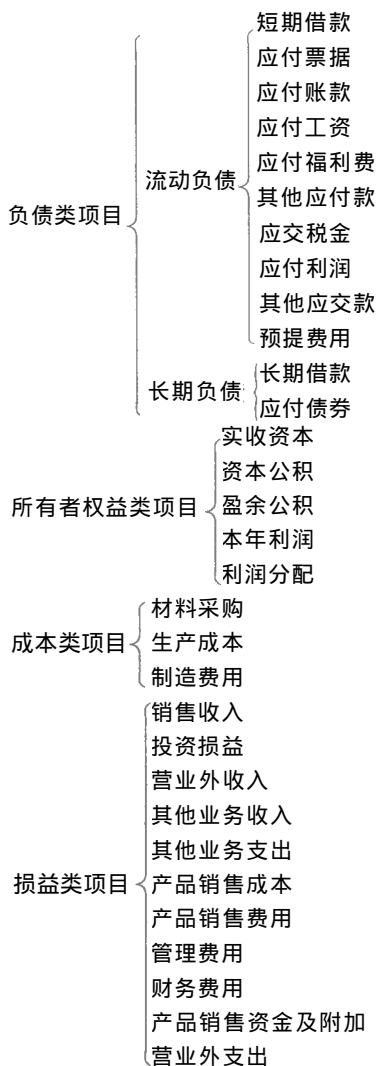 负债类项目
流动负债
短期借款
应付票据
应付账款
应付工资
应付福利费
其他应付款
应交税金
应付利润
其他应交款
预提费用
长期负债
长期借款
应付债券
所有者权益类项目
实收资本
资本公积
盈余公积
本年利润
利润分配
成本类项目
材料采购
生产成本
制造费用
损益类项目
销售收入
投资损益
营业外收入
其他业务收入
其他业务支出
产品销售成本
产品销售费用
管理费用
财务费用
产品销售资金及附加
营业外支出